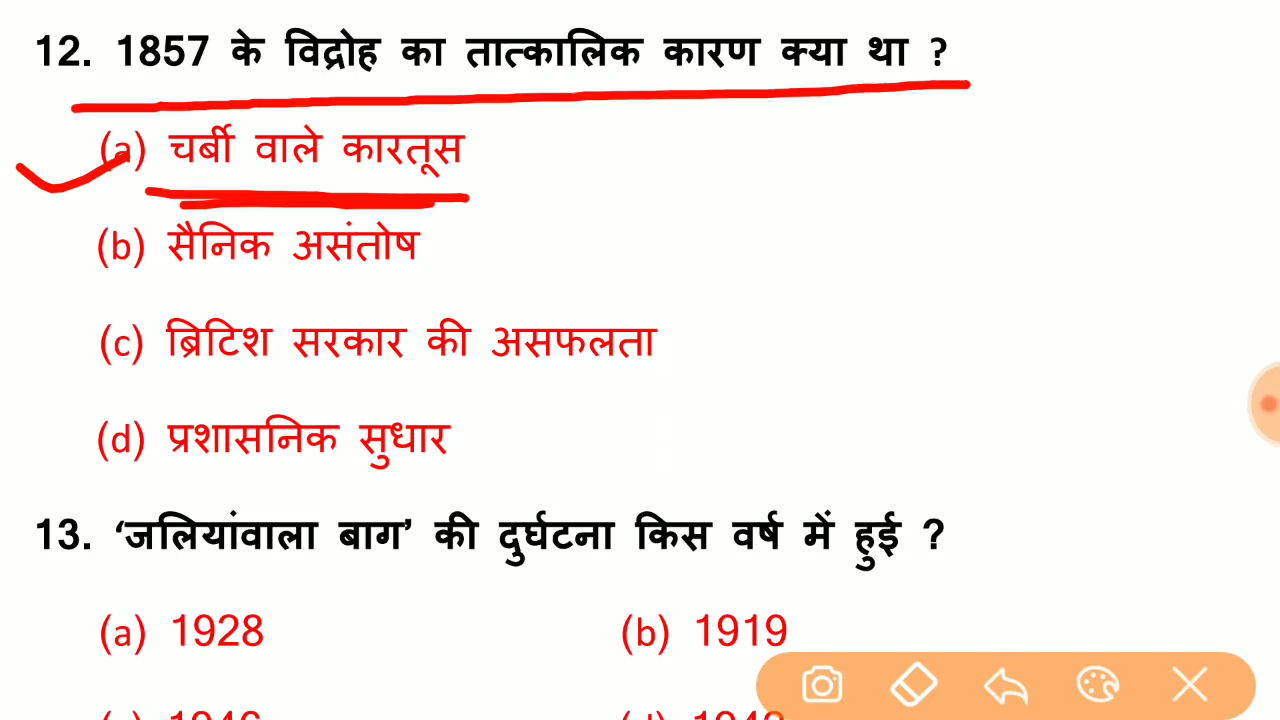 12. 1857 के विद्रोह का तात्कालिक कारण क्या था ?
(a) चर्बी वाले कारतूस
(b) सैनिक असंतोष
(c) ब्रिटिश सरकार की असफलता
(d) प्रशासनिक सुधार
13. ‘जलियांवाला बाग’ की दुर्घटना किस वर्ष में हुई ?
(a) 1928 (b) 1919